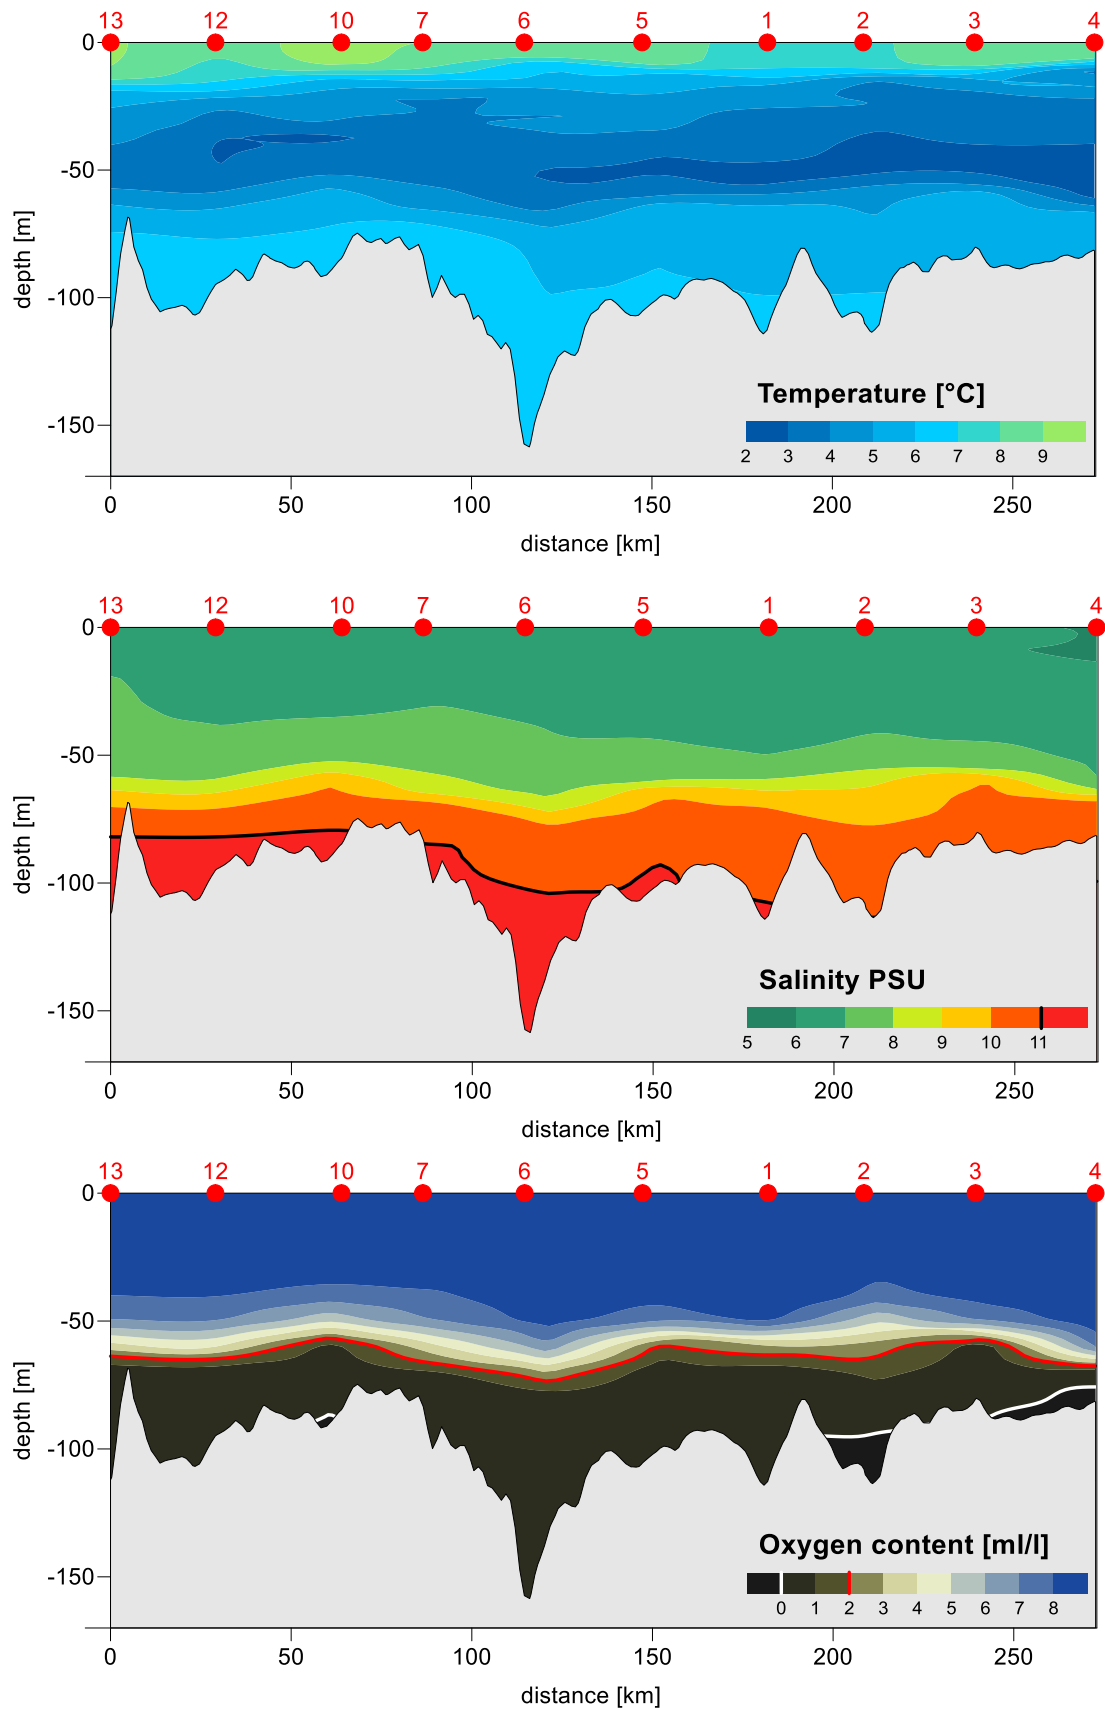 13 12 10 7 6 5 1 2 3 4
0
-50
depth [m]
-100
-150
Temperature [°C]
2 3 4 5 6 7 8 9
0 50 100 150 200 250
distance [km]
13 12 10 7 6 5 1 2 3 4
0
-50
depth [m]
-100
-150
Salinity PSU
5 6 7 8 9 10 11
0 50 100 150 200 250
distance [km]
13 12 10 7 6 5 1 2 3 4
0
-50
depth [m]
-100
-150
Oxygen content [ml/l]
0 1 2 3 4 5 6 7 8
0 50 100 150 200 250
distance [km]